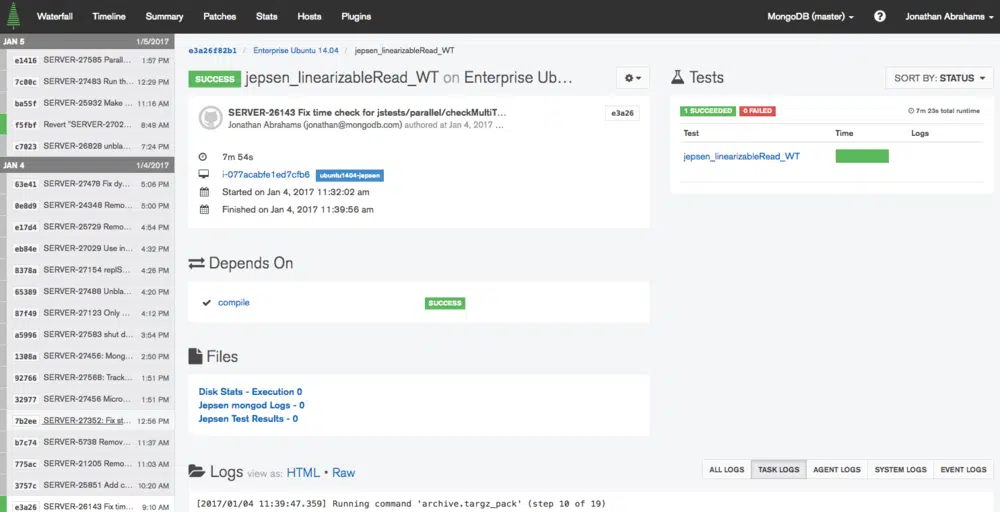 Waterfall Timeline Summary Patches Stats Hosts Plugins MongoDB (master) Jonathan Abrahams
JAN 5 1/5/2017
e1416 SERVER-27585 Parall... 1:57 PM
7c00c SERVER-27483 Run th... 12:29 PM
ba55f SERVER-25932 Make ... 11:16 AM
f5fbf Revert "SERVER-2702... 8:49 AM
c7023 SERVER-26828 unbla... 7:24 PM
JAN 4 1/4/2017
63e41 SERVER-27478 Fix dy... 5:06 PM
0e8d9 SERVER-24348 Remo... 5:00 PM
e17d4 SERVER-25729 Remo... 4:54 PM
eb84e SERVER-27029 Use in... 4:32 PM
8378a SERVER-27154 replS... 4:26 PM
65389 SERVER-27488 Unbla... 4:20 PM
87f49 SERVER-27123 Only ... 4:12 PM
a5996 SERVER-27583 shut d... 3:54 PM
1308a SERVER-27456: Mong... 2:50 PM
92766 SERVER-27568: Track... 1:51 PM
32977 SERVER-27456 Micro... 1:51 PM
7b2ee SERVER-27352: Fix st... 12:56 PM
b7c74 SERVER-5738 Remov... 11:37 AM
775ac SERVER-21205 Remo... 11:03 AM
3757c SERVER-25851 Add c... 10:20 AM
e3a26 SERVER-26143 Fix tim... 9:10 AM
e3a26f82b1 / Enterprise Ubuntu 14.04 / jepsen_linearizableRead_WT
SUCCESS jepsen_linearizableRead_WT on Enterprise Ub...
SERVER-26143 Fix time check for jstests/parallel/checkMultiT... e3a26
Jonathan Abrahams (jonathan@mongodb.com) authored at Jan 4, 2017 ...
7m 54s
i-077acabfe1ed7cfb6 ubuntu1404-jepsen
Started on Jan 4, 2017 11:32:02 am
Finished on Jan 4, 2017 11:39:56 am
Depends On
compile SUCCESS
Files
Disk Stats - Execution 0
Jepsen mongod Logs - 0
Jepsen Test Results - 0
Logs view as: HTML • Raw
ALL LOGS TASK LOGS AGENT LOGS SYSTEM LOGS EVENT LOGS
[2017/01/04 11:39:47.359] Running command 'archive.targz_pack' (step 10 of 19)
Tests SORT BY: STATUS
1 SUCCEEDED 0 FAILED 7m 23s total runtime
Test Time Logs
jepsen_linearizableRead_WT